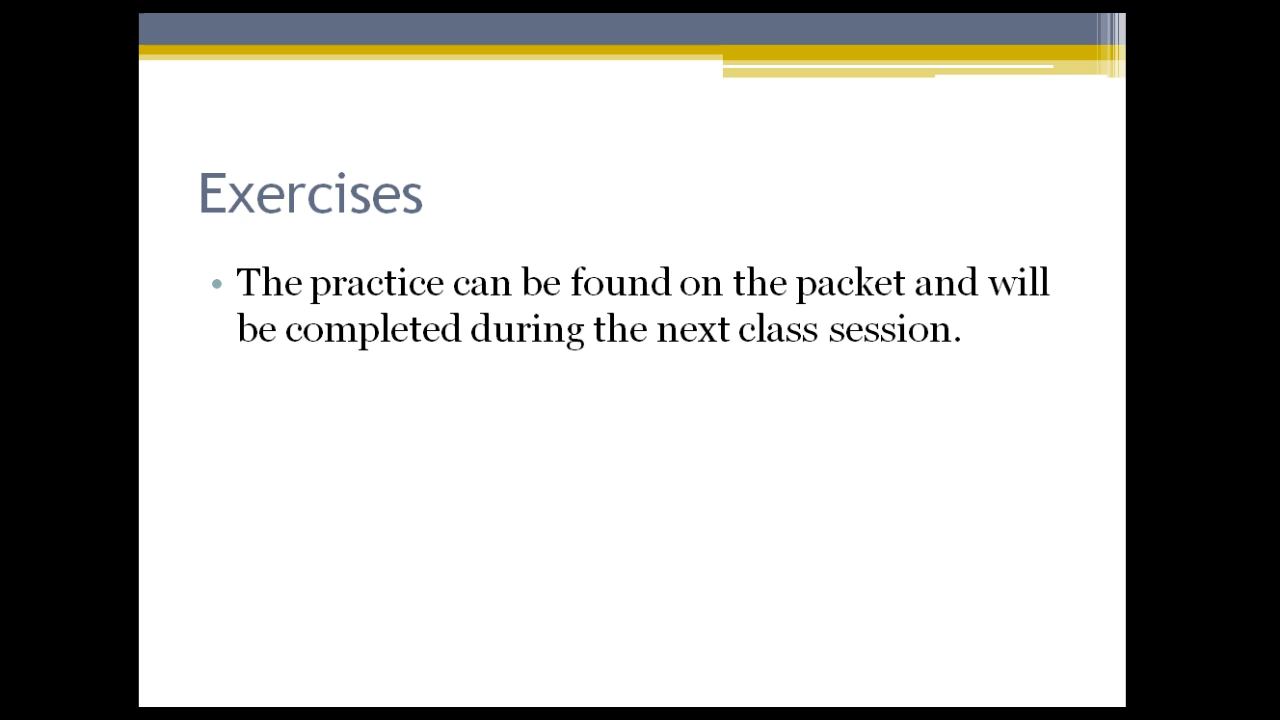 Exercises
• The practice can be found on the packet and will
be completed during the next class session.